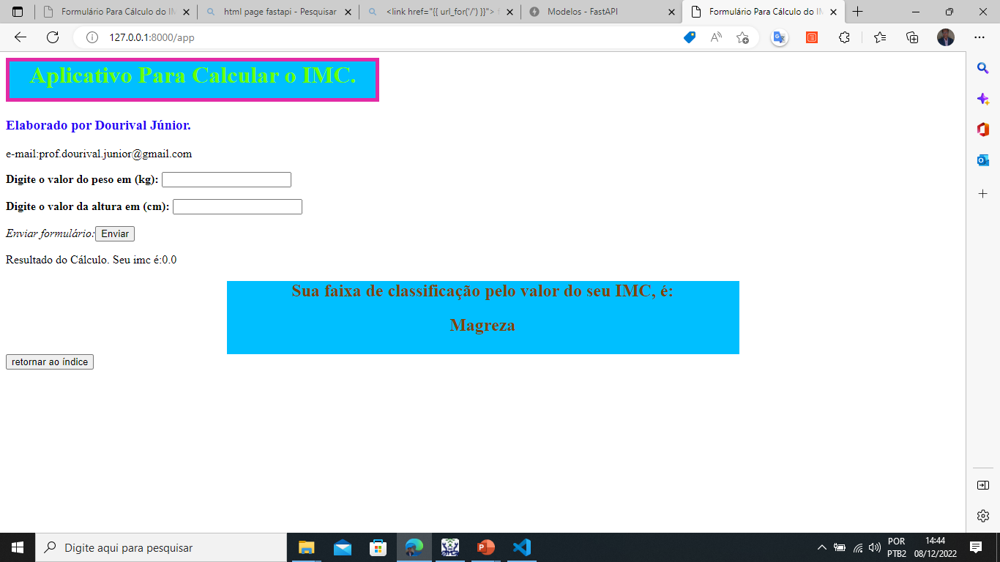 Formulário Para Cálculo do IM
html page fastapi - Pesquisar
<link href="{{ url_for('/') }}">
Modelos - FastAPI
Formulário Para Cálculo do IM
127.0.0.1:8000/app
Aplicativo Para Calcular o IMC.
Elaborado por Dourival Júnior.
e-mail:prof.dourival.junior@gmail.com
Digite o valor do peso em (kg):
Digite o valor da altura em (cm):
Enviar formulário: Enviar
Resultado do Cálculo. Seu imc é:0.0
Sua faixa de classificação pelo valor do seu IMC, é:
Magreza
retornar ao índice
Digite aqui para pesquisar
POR
PTB2
14:44
08/12/2022